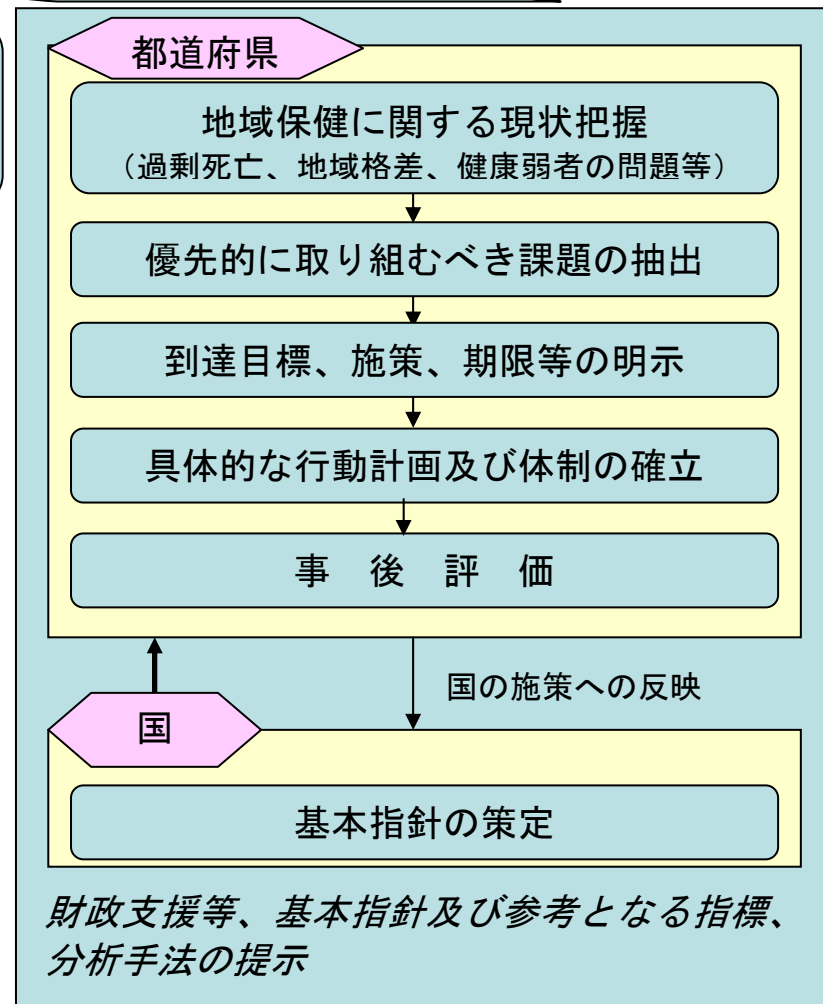 都道府県
地域保健に関する現状把握
（過剰死亡、地域格差、健康弱者の問題等）
優先的に取り組むべき課題の抽出
到達目標、施策、期限等の明示
具体的な行動計画及び体制の確立
事　後　評　価
国の施策への反映
国
基本指針の策定
財政支援等、基本指針及び参考となる指標、
分析手法の提示